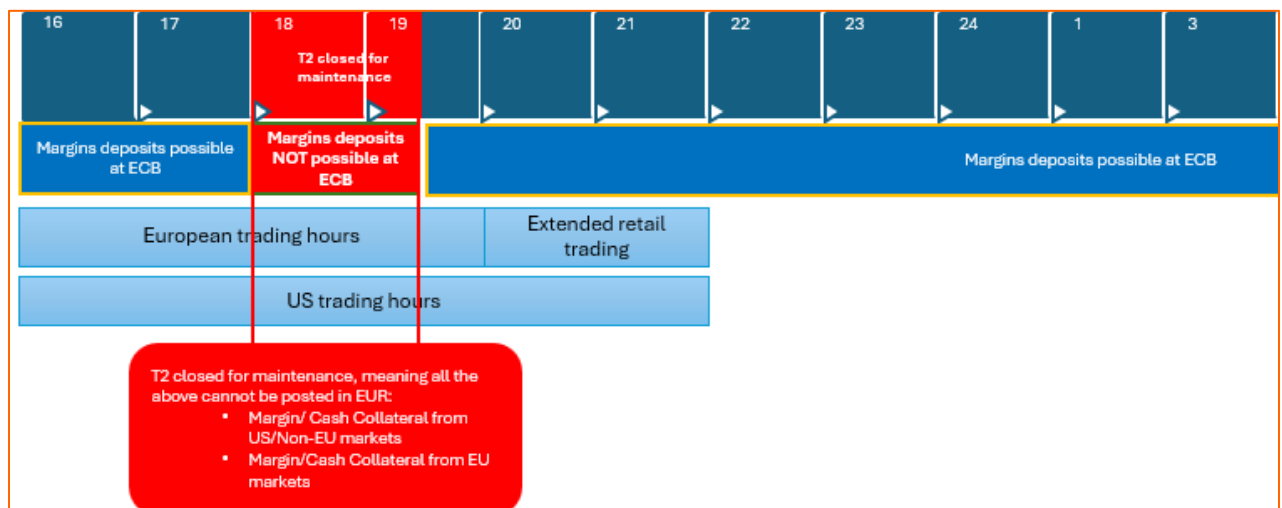 16 17 18 19 20 21 22 23 24 1 3
T2 closed for
maintenance
Margins deposits possible
at ECB
Margins deposits
NOT possible at
ECB
Margins deposits possible at ECB
European trading hours
Extended retail
trading
US trading hours
T2 closed for maintenance, meaning all the
above cannot be posted in EUR:
▪ Margin/ Cash Collateral from
US/Non-EU markets
▪ Margin/Cash Collateral from EU
markets